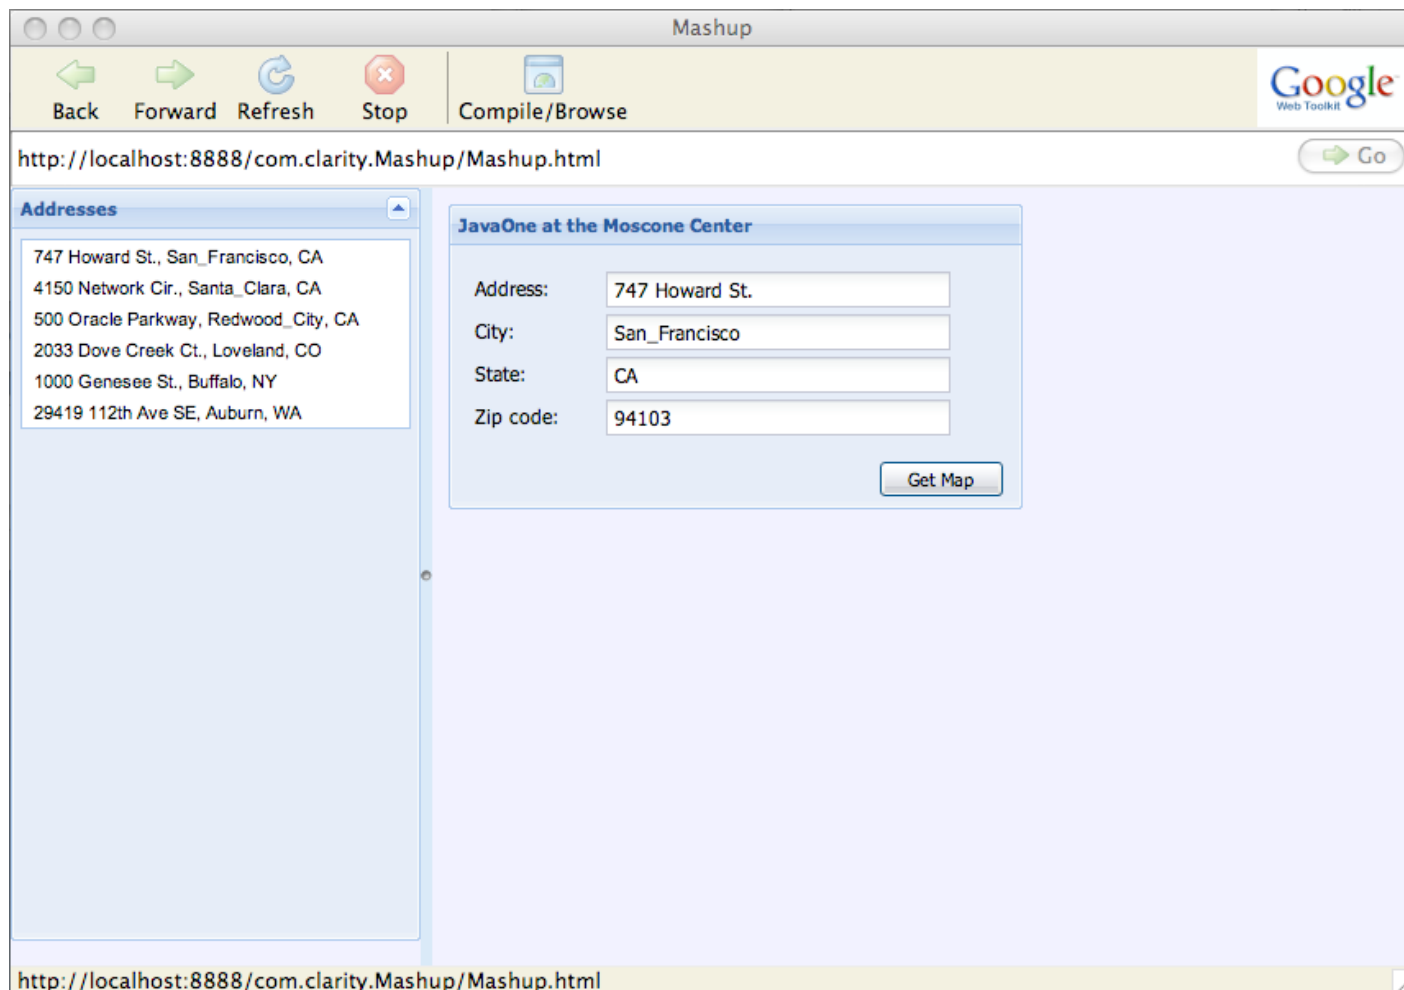 Mashup
Back Forward Refresh Stop Compile/Browse
Google
Web Toolkit
http://localhost:8888/com.clarity.Mashup/Mashup.html
Go
Addresses
747 Howard St., San_Francisco, CA
4150 Network Cir., Santa_Clara, CA
500 Oracle Parkway, Redwood_City, CA
2033 Dove Creek Ct., Loveland, CO
1000 Genesee St., Buffalo, NY
29419 112th Ave SE, Auburn, WA
JavaOne at the Moscone Center
Address: 747 Howard St.
City: San_Francisco
State: CA
Zip code: 94103
Get Map
http://localhost:8888/com.clarity.Mashup/Mashup.html